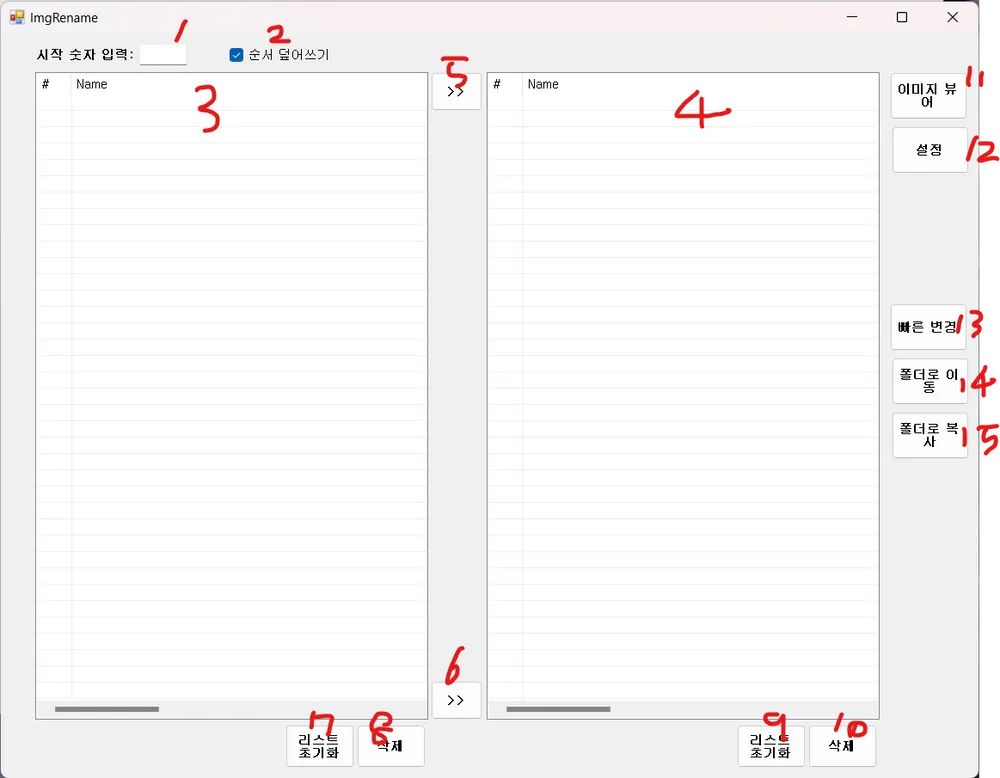 ImgRename
1 2
시작 숫자 입력: 순서 덮어쓰기
# Name
3
5
>>
# Name
4
이미지 뷰
어
11
설정 12
빠른 변경 13
폴더로 이
동
14
폴더로 복
사
15
6
>>
7
리스트
초기화
8
삭제
9
리스트
초기화
10
삭제